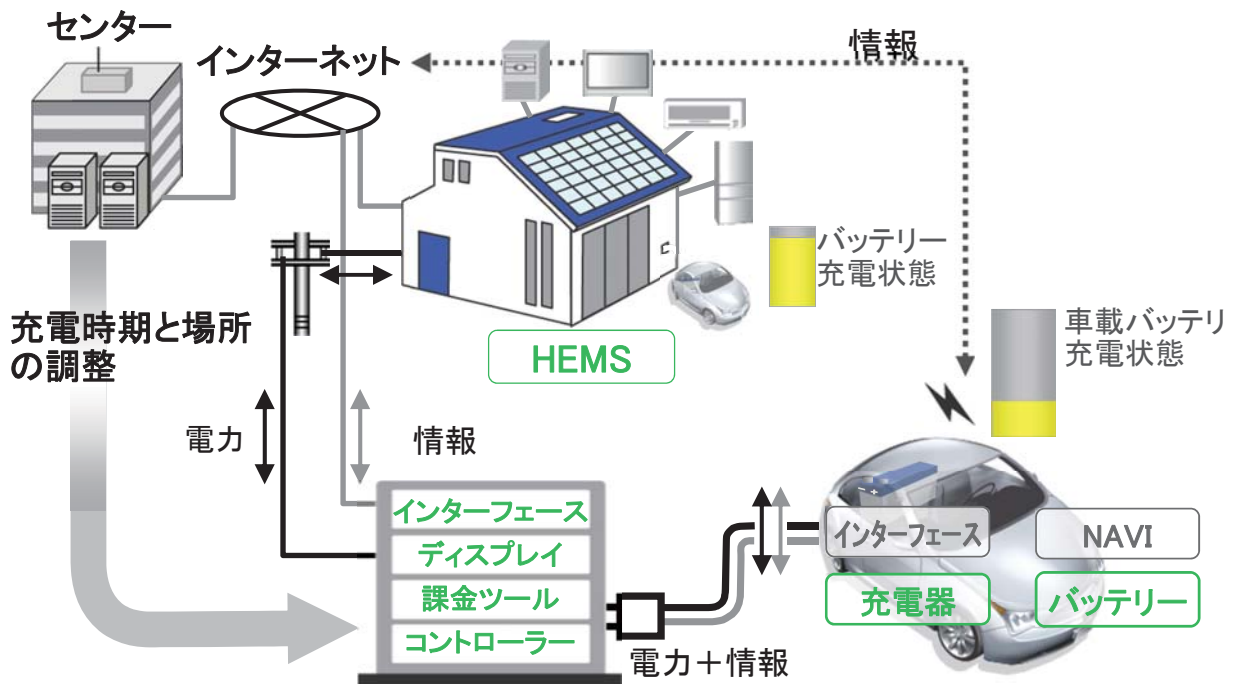 センター
インターネット
情報
バッテリー
充電状態
車載バッテリ
充電状態
HEMS
充電時期と場所
の調整
電力
情報
インターフェース
ディスプレイ
課金ツール
コントローラー
電力＋情報
インターフェース
NAVI
充電器
バッテリー